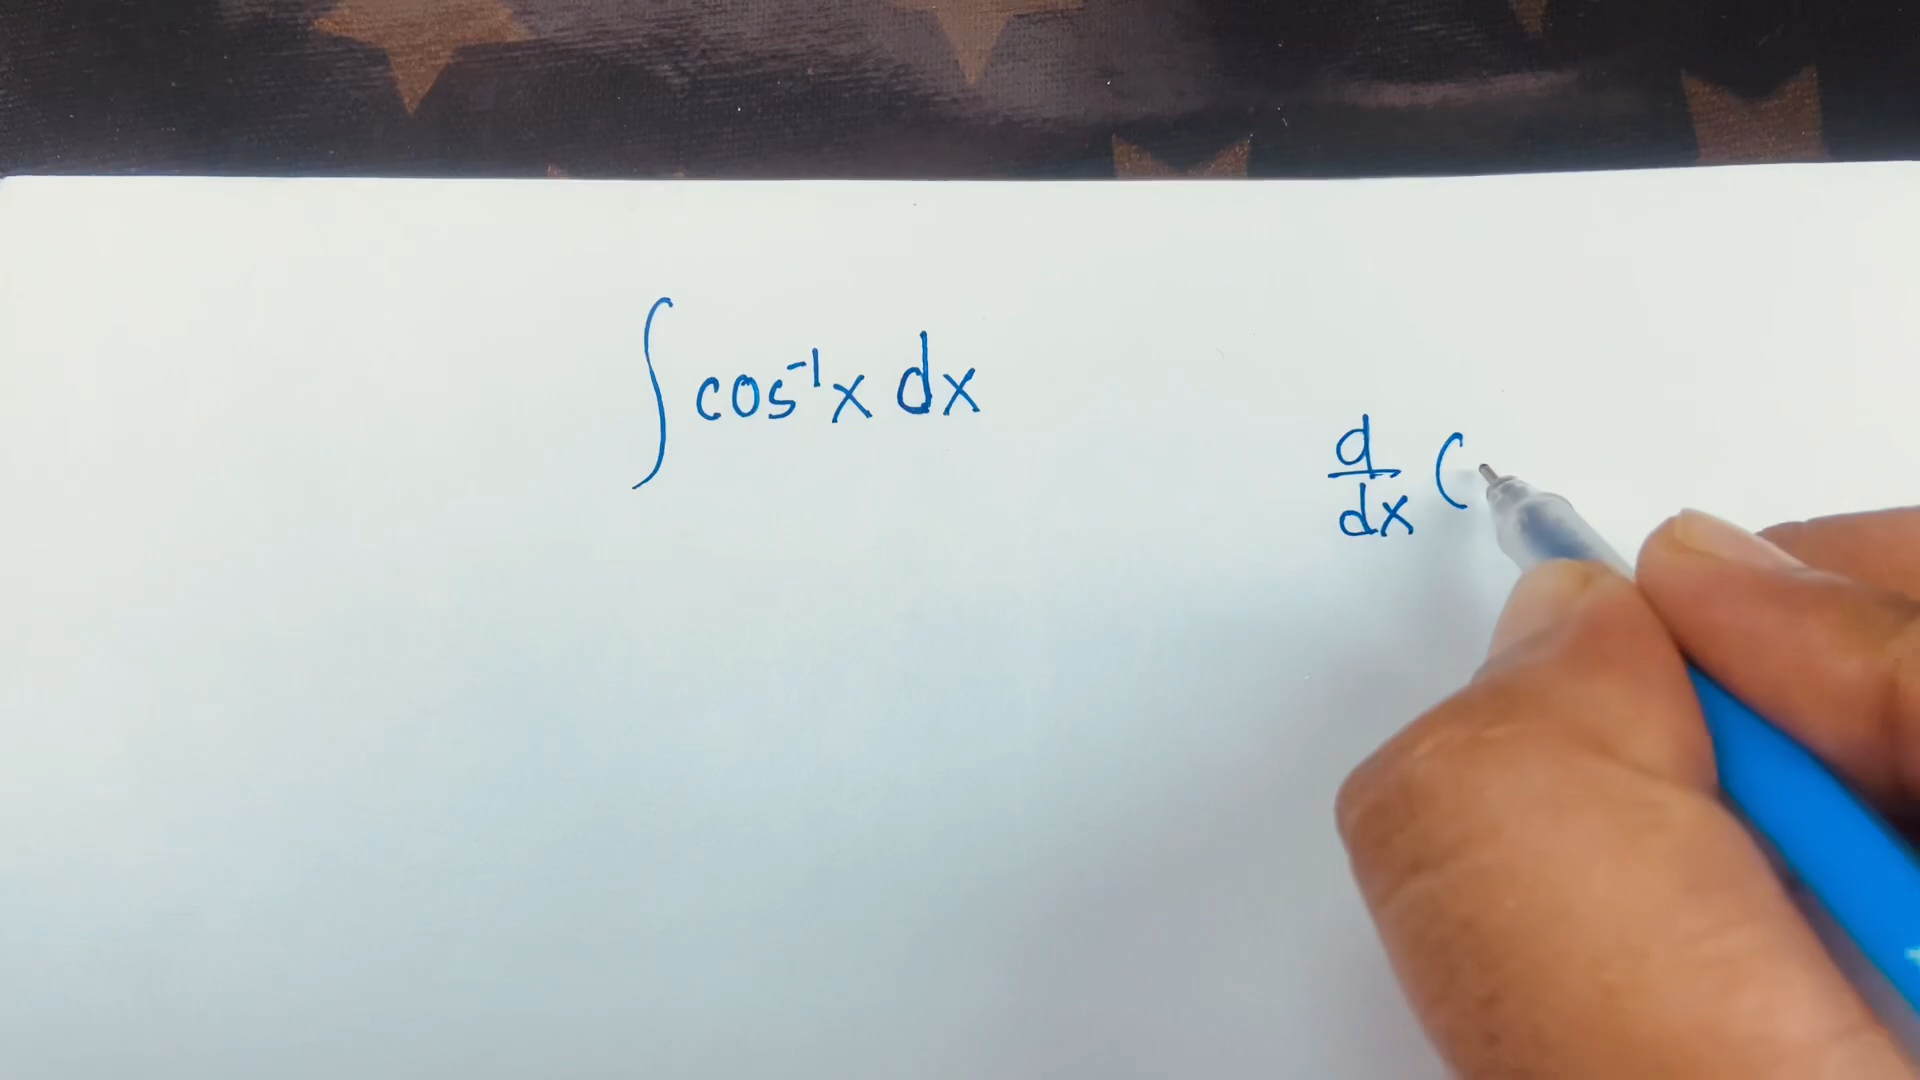 ∫cos⁻¹x dx
d/dx (